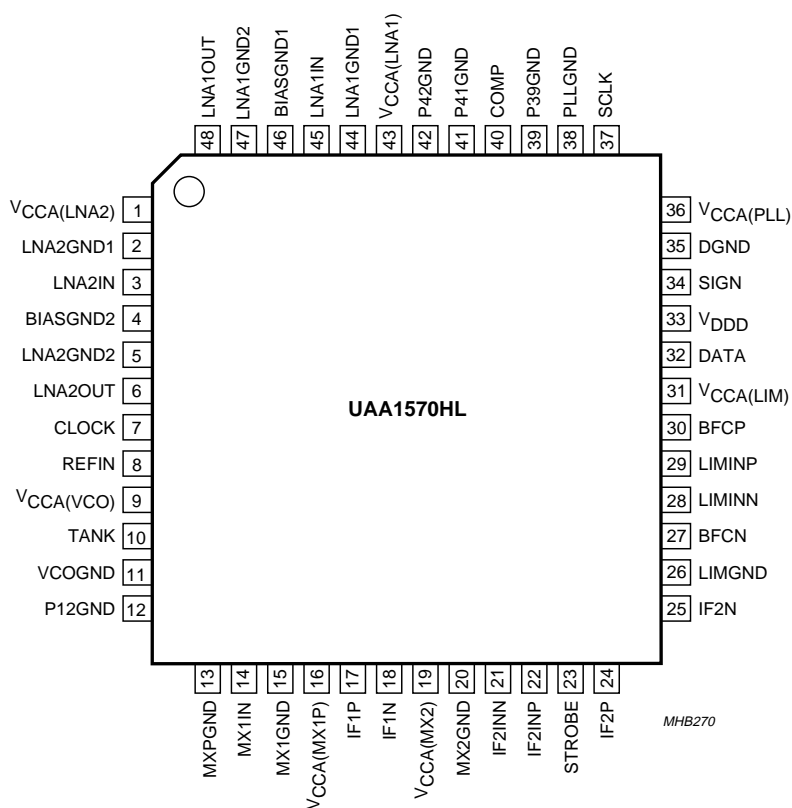 LNA1OUT
LNA1GND2
BIASGND1
LNA1IN
LNA1GND1
VCCA(LNA1)
P42GND
P41GND
COMP
P39GND
PLLGND
SCLK
48 47 46 45 44 43 42 41 40 39 38 37
VCCA(LNA2) 1
LNA2GND1 2
LNA2IN 3
BIASGND2 4
LNA2GND2 5
LNA2OUT 6
CLOCK 7
REFIN 8
VCCA(VCO) 9
TANK 10
VCOGND 11
P12GND 12
UAA1570HL
36 VCCA(PLL)
35 DGND
34 SIGN
33 VDDD
32 DATA
31 VCCA(LIM)
30 BFCP
29 LIMINP
28 LIMINN
27 BFCN
26 LIMGND
25 IF2N
13 14 15 16 17 18 19 20 21 22 23 24
MXPGND
MX1IN
MX1GND
VCCA(MX1P)
IF1P
IF1N
VCCA(MX2)
MX2GND
IF2INN
IF2INP
STROBE
IF2P
MHB270